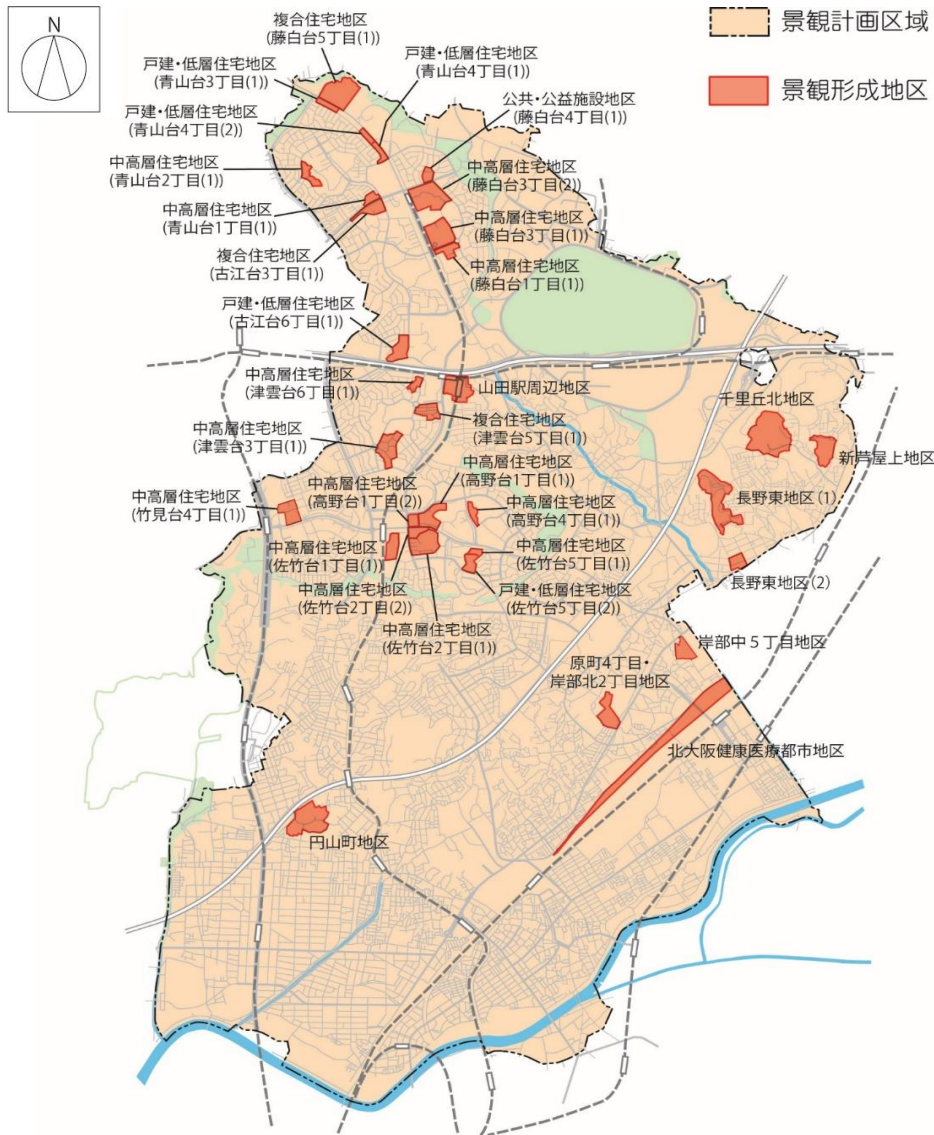 N
景観計画区域
景観形成地区
複合住宅地区
(藤白台5丁目(1))
戸建・低層住宅地区
(青山台3丁目(1))
戸建・低層住宅地区
(青山台4丁目(1))
公共・公益施設地区
(藤白台4丁目(1))
戸建・低層住宅地区
(青山台4丁目(2))
中高層住宅地区
(青山台2丁目(1))
中高層住宅地区
(藤白台3丁目(2))
中高層住宅地区
(青山台1丁目(1))
中高層住宅地区
(藤白台3丁目(1))
複合住宅地区
(古江台3丁目(1))
中高層住宅地区
(藤白台1丁目(1))
戸建・低層住宅地区
(古江台6丁目(1))
中高層住宅地区
(津雲台6丁目(1))
山田駅周辺地区
千里丘北地区
複合住宅地区
(津雲台5丁目(1))
中高層住宅地区
(津雲台3丁目(1))
新芦屋上地区
中高層住宅地区
(高野台1丁目(1))
中高層住宅地区
(高野台1丁目(2))
中高層住宅地区
(竹見台4丁目(1))
長野東地区(1)
中高層住宅地区
(高野台4丁目(1))
中高層住宅地区
(佐竹台1丁目(1))
中高層住宅地区
(佐竹台5丁目(1))
中高層住宅地区
(佐竹台2丁目(2))
戸建・低層住宅地区
(佐竹台5丁目(2))
長野東地区(2)
中高層住宅地区
(佐竹台2丁目(1))
岸部中5丁目地区
原町4丁目・
岸部北2丁目地区
北大阪健康医療都市地区
円山町地区